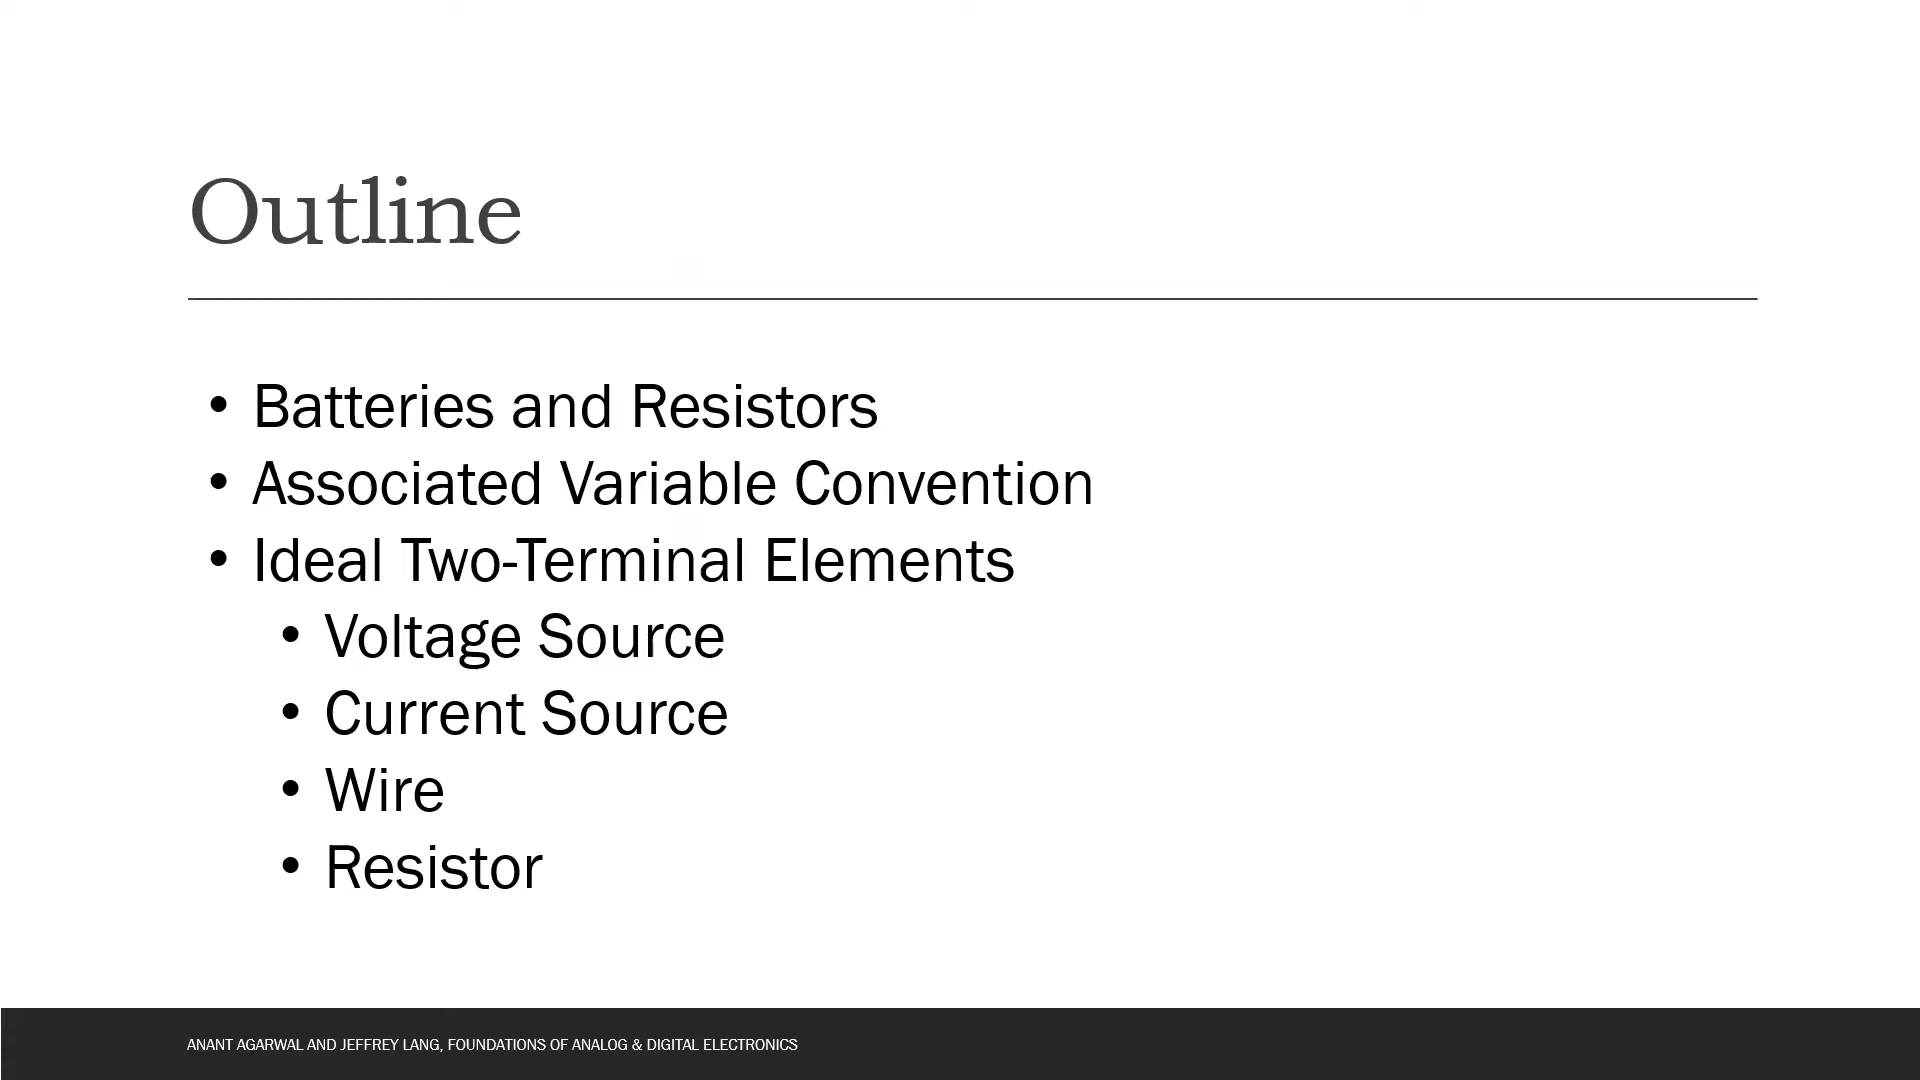 Outline
• Batteries and Resistors
• Associated Variable Convention
• Ideal Two-Terminal Elements
• Voltage Source
• Current Source
• Wire
• Resistor
ANANT AGARWAL AND JEFFREY LANG, FOUNDATIONS OF ANALOG & DIGITAL ELECTRONICS